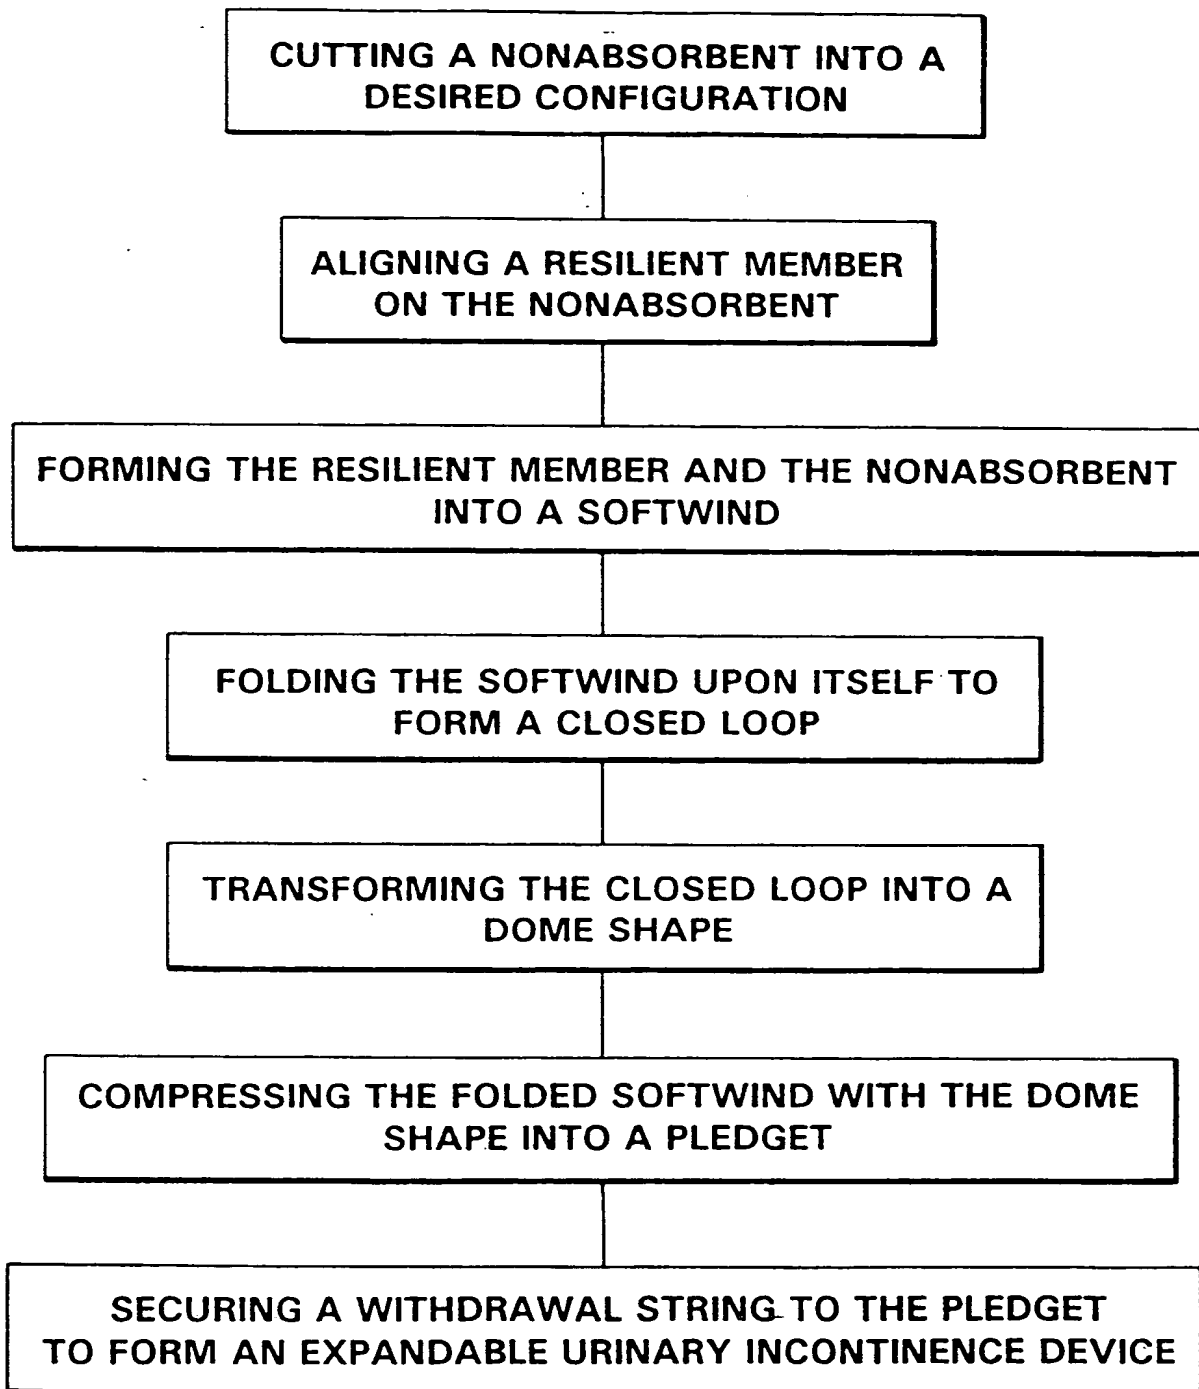 CUTTING A NONABSORBENT INTO A
DESIRED CONFIGURATION
ALIGNING A RESILIENT MEMBER
ON THE NONABSORBENT
FORMING THE RESILIENT MEMBER AND THE NONABSORBENT
INTO A SOFTWIND
FOLDING THE SOFTWIND UPON ITSELF TO
FORM A CLOSED LOOP
TRANSFORMING THE CLOSED LOOP INTO A
DOME SHAPE
COMPRESSING THE FOLDED SOFTWIND WITH THE DOME
SHAPE INTO A PLEDGET
SECURING A WITHDRAWAL STRING TO THE PLEDGET
TO FORM AN EXPANDABLE URINARY INCONTINENCE DEVICE